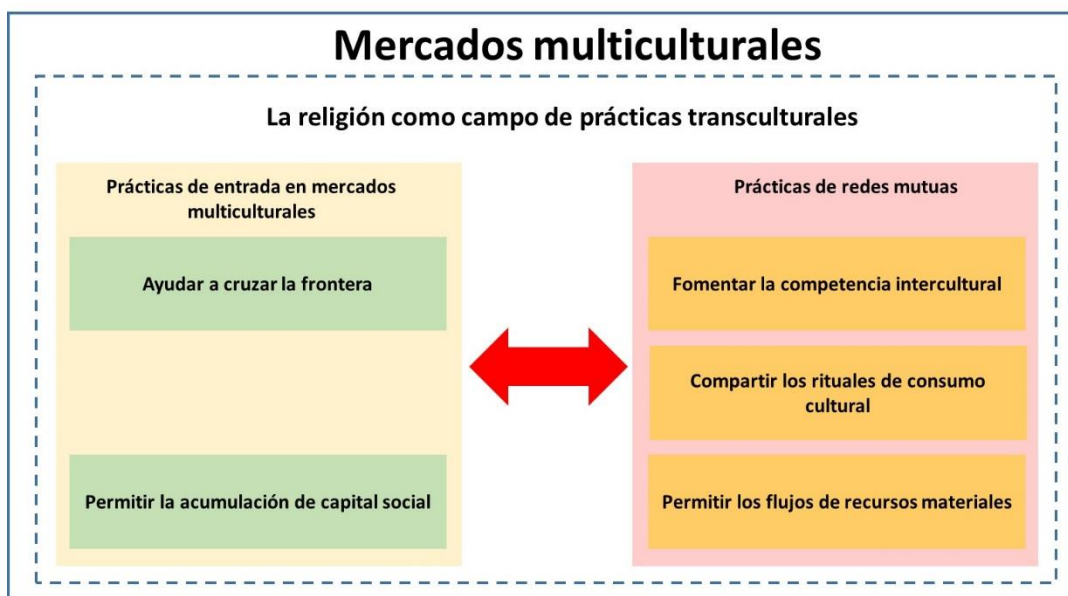 Mercados multiculturales
La religión como campo de prácticas transculturales
Prácticas de entrada en mercados
multiculturales
Ayudar a cruzar la frontera
Permitir la acumulación de capital social
Prácticas de redes mutuas
Fomentar la competencia intercultural
Compartir los rituales de consumo
cultural
Permitir los flujos de recursos materiales